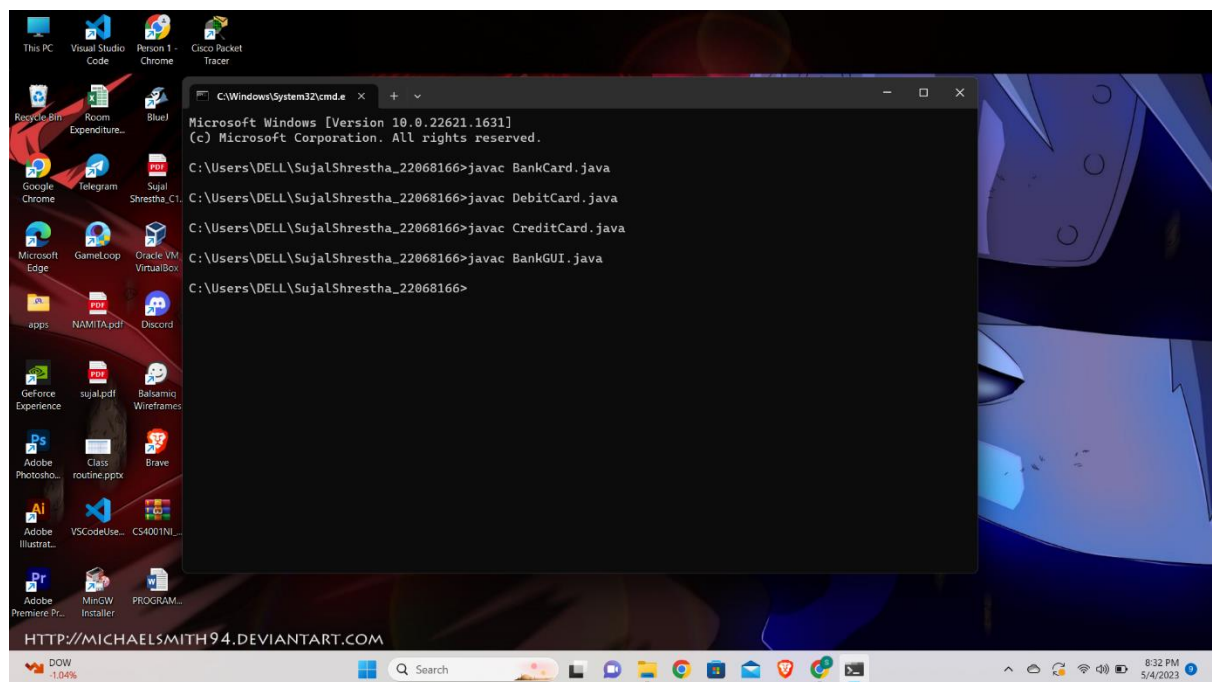 This PC
Visual Studio Code
Person 1 - Chrome
Cisco Packet Tracer
Recycle Bin
Room Expenditure...
BlueJ
Google Chrome
Telegram
Sujal Shrestha_C1...
Microsoft Edge
GameLoop
Oracle VM VirtualBox
apps
NAMITA.pdf
Discord
GeForce Experience
sujal.pdf
Balsamiq Wireframes
Adobe Photosho...
Class routine.pptx
Brave
Adobe Illustrat...
VSCodeUse...
CS4001NI_...
Adobe Premiere Pr...
MinGW Installer
PROGRAM...
C:\Windows\System32\cmd.e
Microsoft Windows [Version 10.0.22621.1631]
(c) Microsoft Corporation. All rights reserved.
C:\Users\DELL\SujalShrestha_22068166>javac BankCard.java
C:\Users\DELL\SujalShrestha_22068166>javac DebitCard.java
C:\Users\DELL\SujalShrestha_22068166>javac CreditCard.java
C:\Users\DELL\SujalShrestha_22068166>javac BankGUI.java
C:\Users\DELL\SujalShrestha_22068166>
HTTP://MICHAELSMITH94.DEVIANTART.COM
DOW
-1.04%
Search
8:32 PM
5/4/2023
9